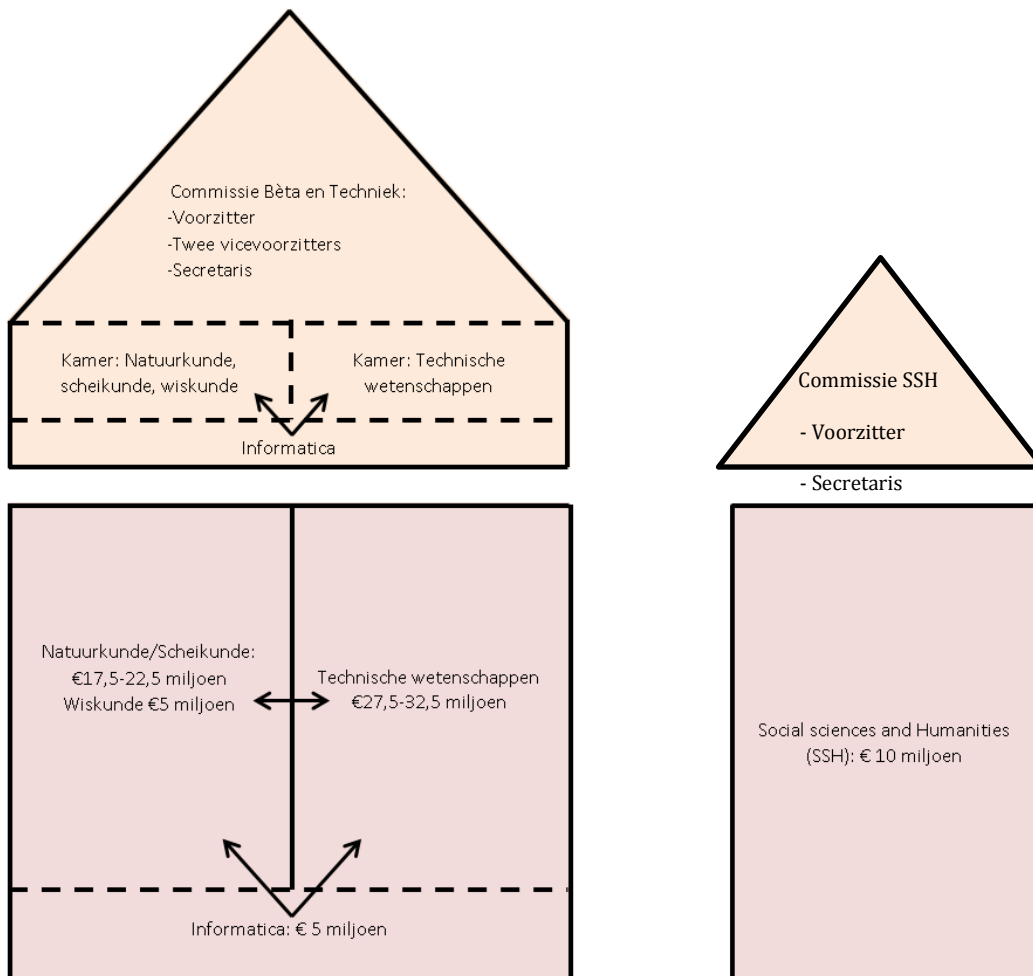 Commissie Bèta en Techniek:
-Voorzitter
-Twee vicevoorzitters
-Secretaris
Kamer: Natuurkunde,
scheikunde, wiskunde
Kamer: Technische
wetenschappen
Informatica
Commissie SSH
- Voorzitter
- Secretaris
Natuurkunde/Scheikunde:
€17,5-22,5 miljoen
Wiskunde €5 miljoen
Technische wetenschappen
€27,5-32,5 miljoen
Informatica: € 5 miljoen
Social sciences and Humanities
(SSH): € 10 miljoen